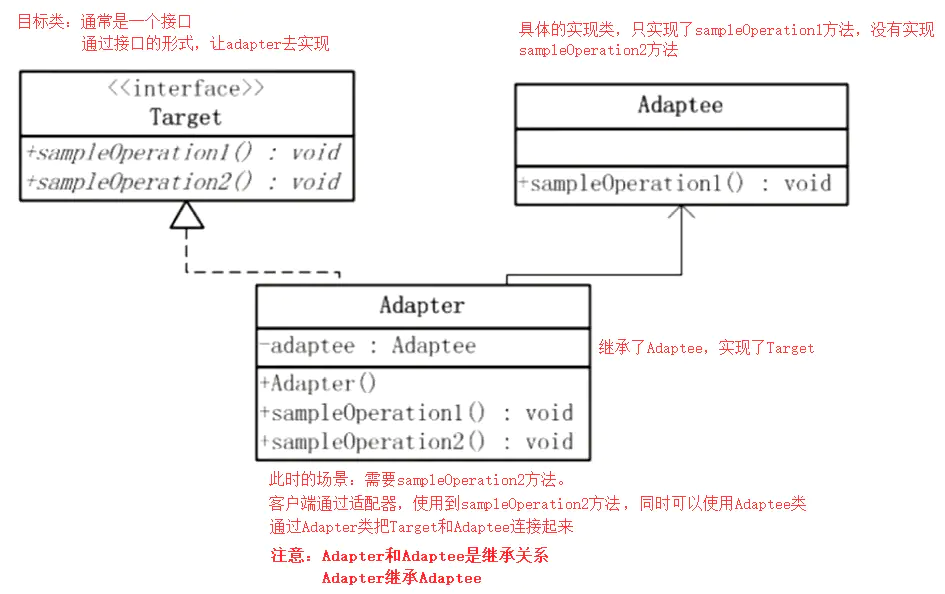 目标类：通常是一个接口
通过接口的形式，让adapter去实现
具体的实现类，只实现了sampleOperation1方法，没有实现
sampleOperation2方法
<<interface>>
Target
+sampleOperation1() : void
+sampleOperation2() : void
Adaptee
+sampleOperation1() : void
Adapter
-adaptee : Adaptee
+Adapter()
+sampleOperation1() : void
+sampleOperation2() : void
继承了Adaptee，实现了Target
此时的场景：需要sampleOperation2方法。
客户端通过适配器，使用到sampleOperation2方法，同时可以使用Adaptee类
通过Adapter类把Target和Adaptee连接起来
注意：Adapter和Adaptee是继承关系
Adapter继承Adaptee